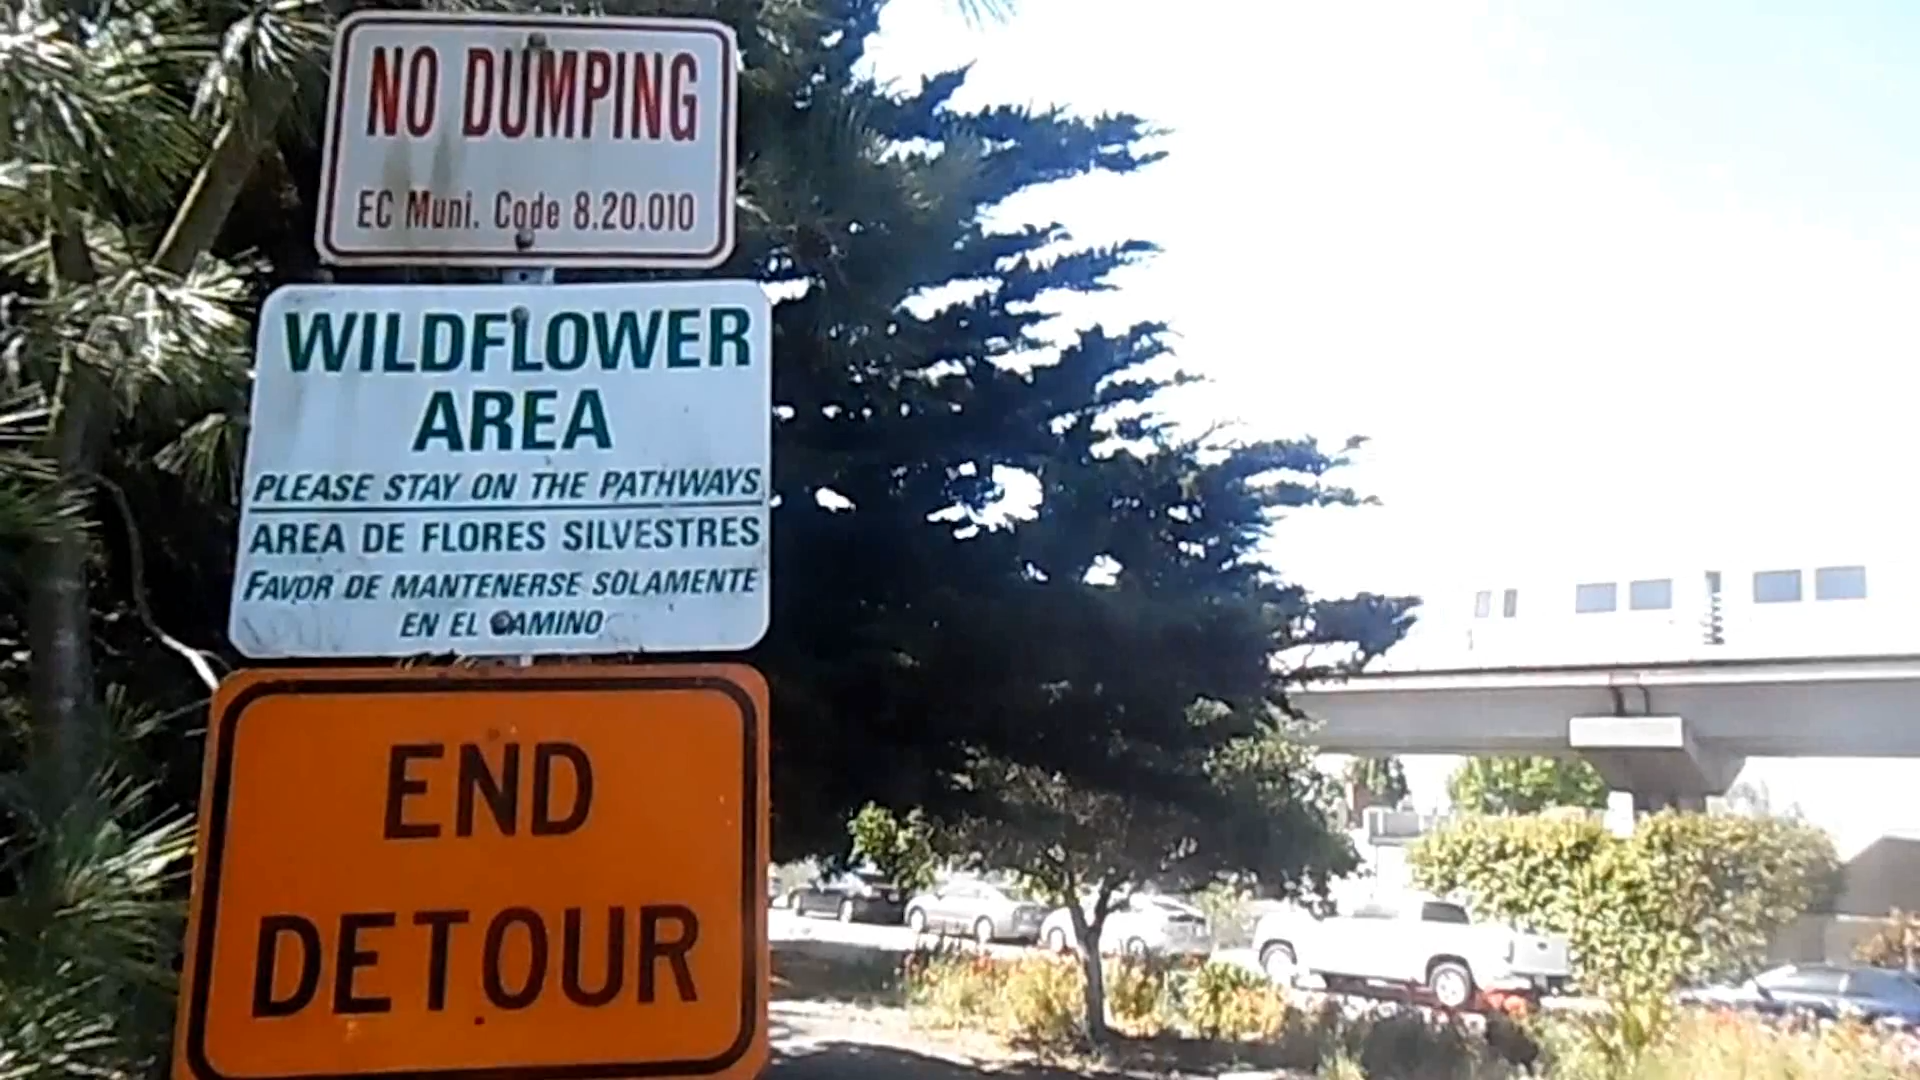 NO DUMPING
EC Muni. Code 8.20.010
WILDFLOWER
AREA
PLEASE STAY ON THE PATHWAYS
AREA DE FLORES SILVESTRES
FAVOR DE MANTENERSE SOLAMENTE
EN EL CAMINO
END
DETOUR